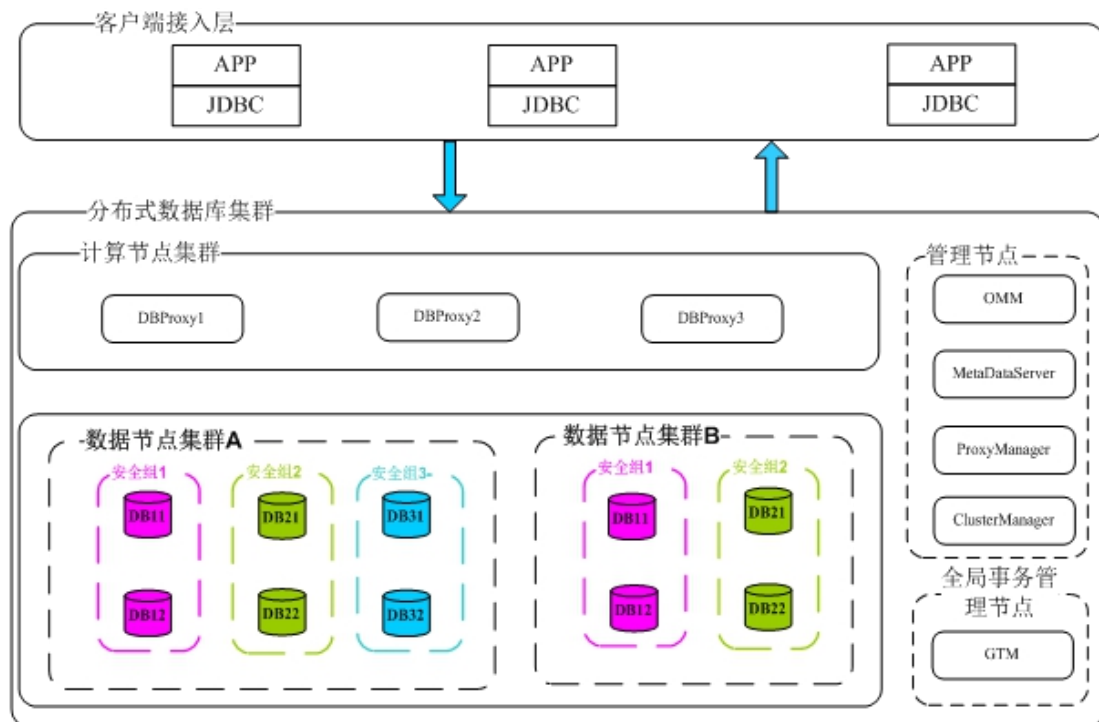 客户端接入层
APP
JDBC
APP
JDBC
APP
JDBC
分布式数据库集群
计算节点集群
DBProxy1
DBProxy2
DBProxy3
管理节点
OMM
MetaDataServer
ProxyManager
ClusterManager
数据节点集群A
安全组1
DB11
DB12
安全组2
DB21
DB22
安全组3
DB31
DB32
数据节点集群B
安全组1
DB11
DB12
安全组2
DB21
DB22
全局事务管
理节点
GTM